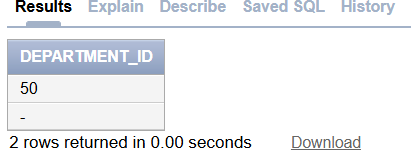 Results Explain Describe Saved SQL History
DEPARTMENT_ID
50
-
2 rows returned in 0.00 seconds Download